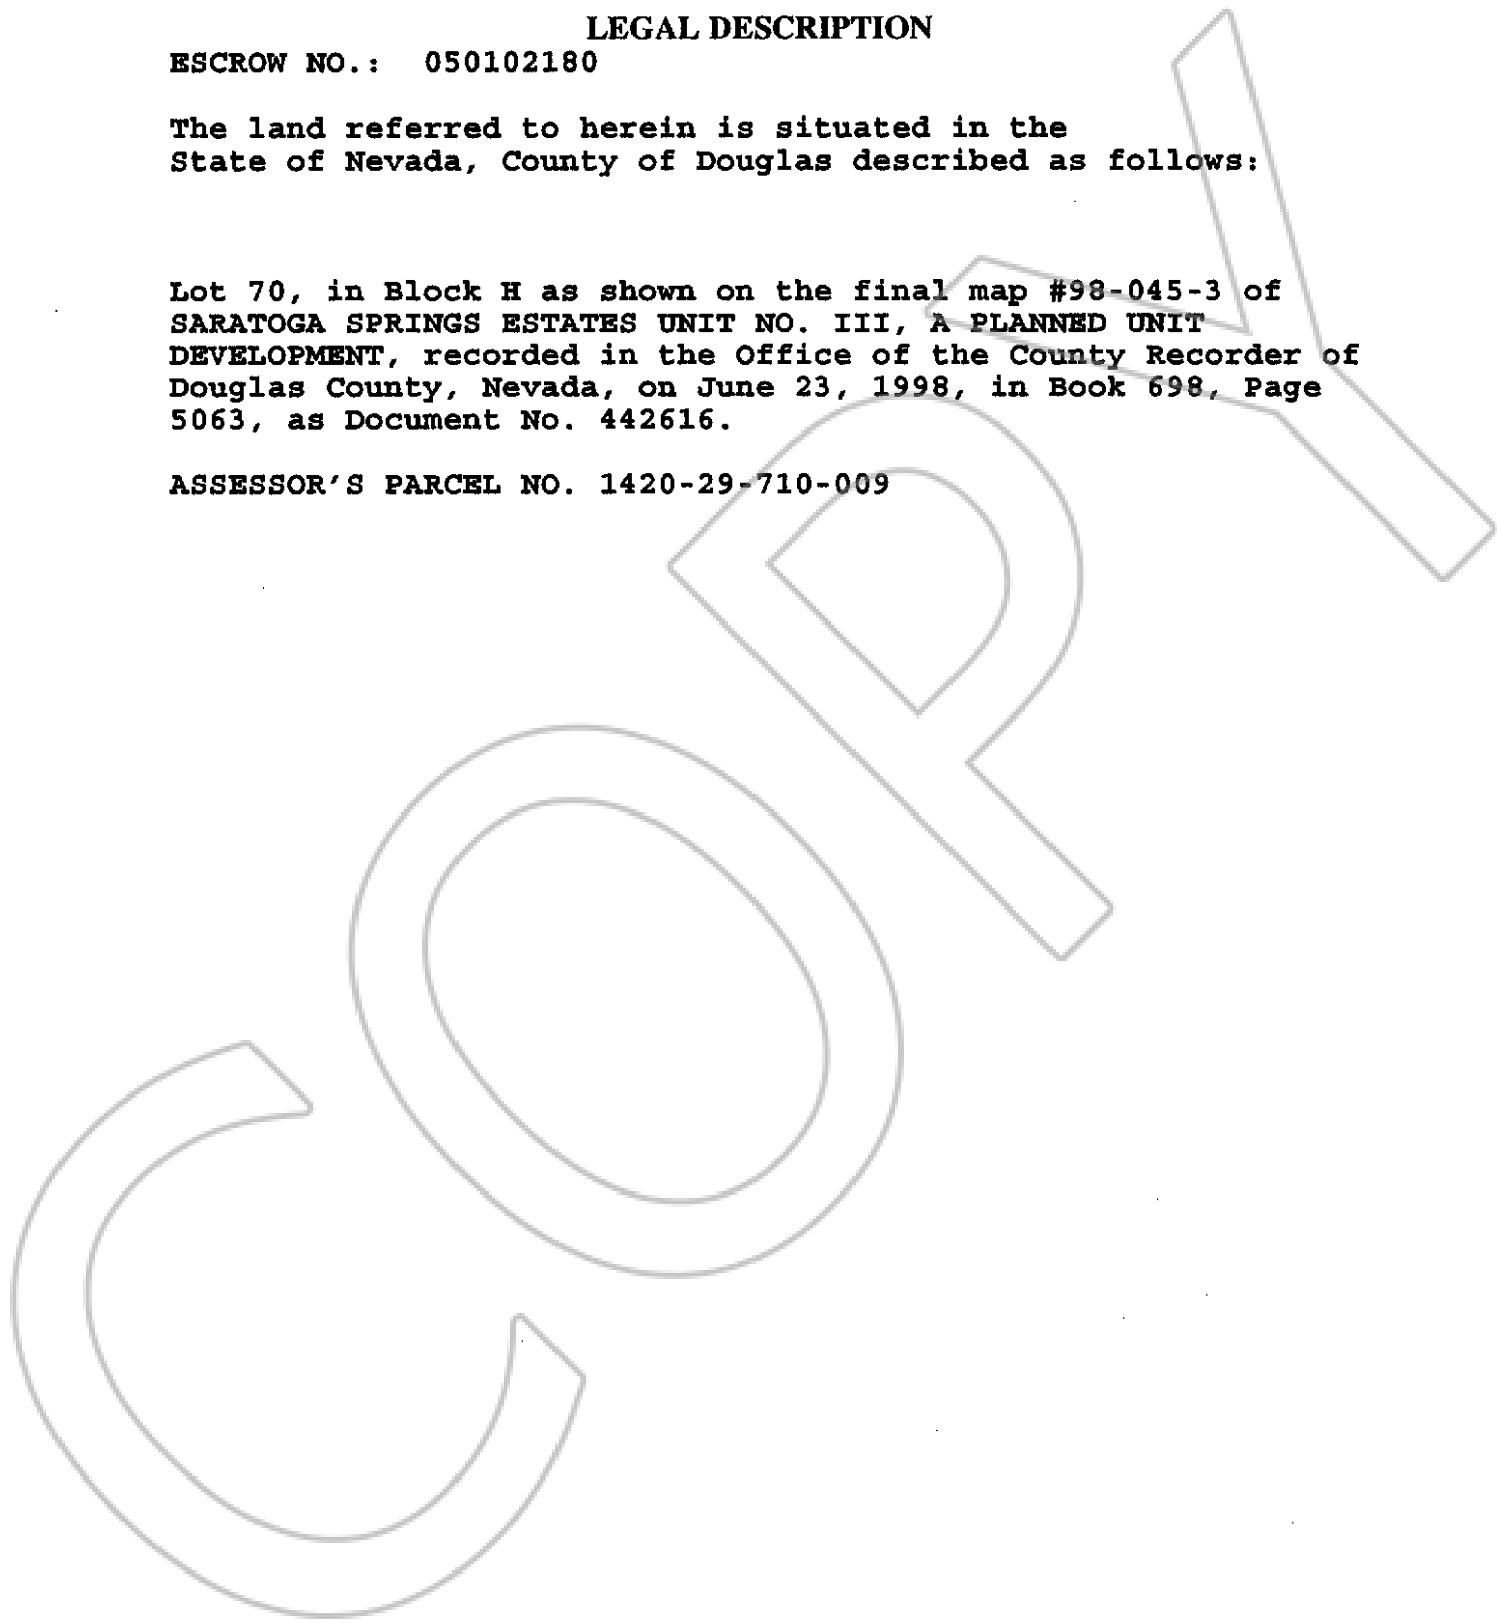 LEGAL DESCRIPTION
ESCROW NO.: 050102180
The land referred to herein is situated in the
State of Nevada, County of Douglas described as follows:
Lot 70, in Block H as shown on the final map #98-045-3 of
SARATOGA SPRINGS ESTATES UNIT NO. III, A PLANNED UNIT
DEVELOPMENT, recorded in the Office of the County Recorder of
Douglas County, Nevada, on June 23, 1998, in Book 698, Page
5063, as Document No. 442616.
ASSESSOR'S PARCEL NO. 1420-29-710-009
COPY